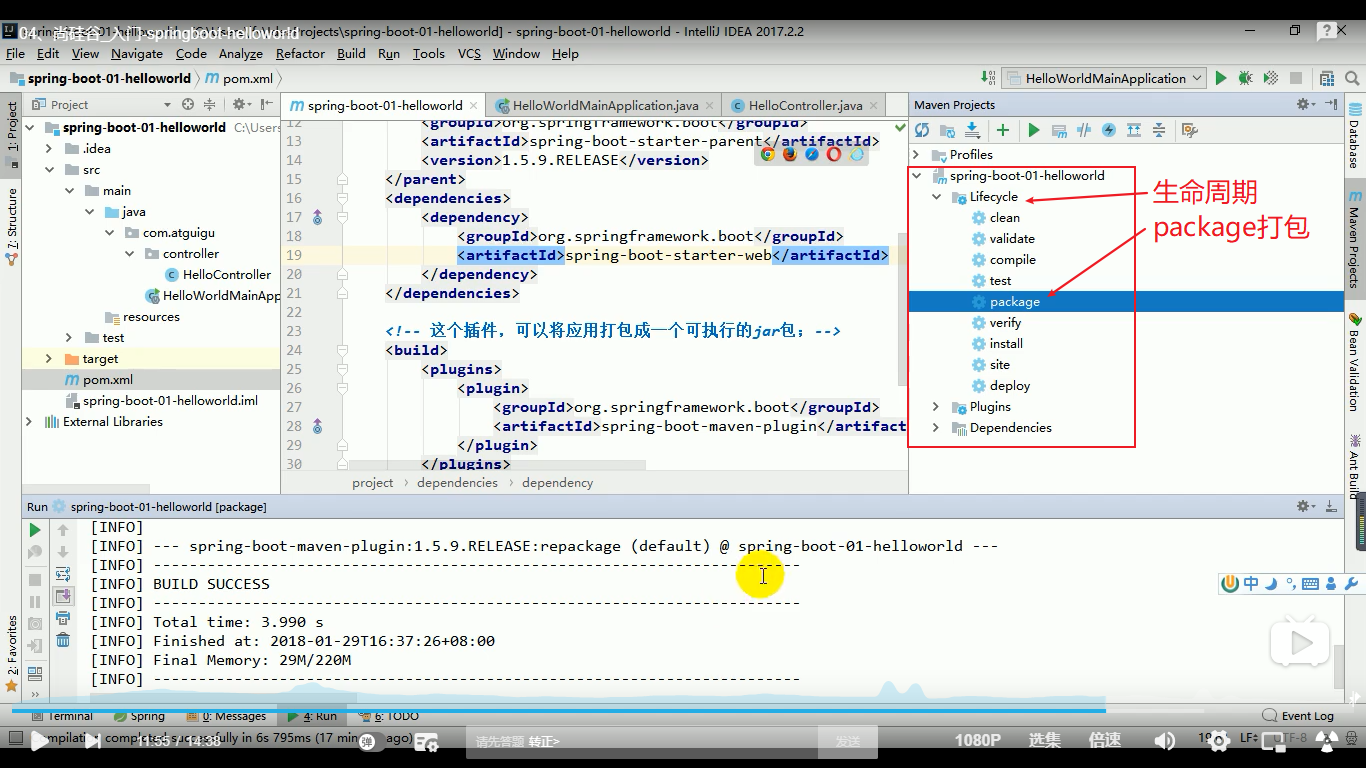 04、尚硅谷_入门-springboot-helloworld
- spring-boot-01-helloworld] - spring-boot-01-helloworld - IntelliJ IDEA 2017.2.2
File Edit View Navigate Code Analyze Refactor Build Run Tools VCS Window Help
spring-boot-01-helloworld pom.xml
HelloWorldMainApplication
Project
spring-boot-01-helloworld
HelloWorldMainApplication.java
HelloController.java
Maven Projects
1: Project
7: Structure
2: Favorites
spring-boot-01-helloworld C:\Users
.idea
src
main
java
com.atguigu
controller
HelloController
HelloWorldMainApp
resources
test
target
pom.xml
spring-boot-01-helloworld.iml
External Libraries
12 <groupId>org.springframework.boot</groupId>
13 <artifactId>spring-boot-starter-parent</artifactId>
14 <version>1.5.9.RELEASE</version>
15 </parent>
16 <dependencies>
17 <dependency>
18 <groupId>org.springframework.boot</groupId>
19 <artifactId>spring-boot-starter-web</artifactId>
20 </dependency>
21 </dependencies>
22
23 <!-- 这个插件，可以将应用打包成一个可执行的jar包；-->
24 <build>
25 <plugins>
26 <plugin>
27 <groupId>org.springframework.boot</groupId>
28 <artifactId>spring-boot-maven-plugin</artifact
29 </plugin>
30 </plugins>
project › dependencies › dependency
Profiles
spring-boot-01-helloworld
Lifecycle
clean
validate
compile
test
package
verify
install
site
deploy
Plugins
Dependencies
生命周期
package打包
Database
Maven Projects
Bean Validation
Ant Build
Run spring-boot-01-helloworld [package]
[INFO]
[INFO] --- spring-boot-maven-plugin:1.5.9.RELEASE:repackage (default) @ spring-boot-01-helloworld ---
[INFO] ------------------------------------------------------------------------
[INFO] BUILD SUCCESS
[INFO] ------------------------------------------------------------------------
[INFO] Total time: 3.990 s
[INFO] Finished at: 2018-01-29T16:37:26+08:00
[INFO] Final Memory: 29M/220M
[INFO] ------------------------------------------------------------------------
中
Terminal Spring 0: Messages 4: Run 6: TODO Event Log
completed successfully in 6s 795ms (17 ago)
11:55 / 14:38
弹
请先答题 转正>
发送
1080P 选集 倍速
UTF-8